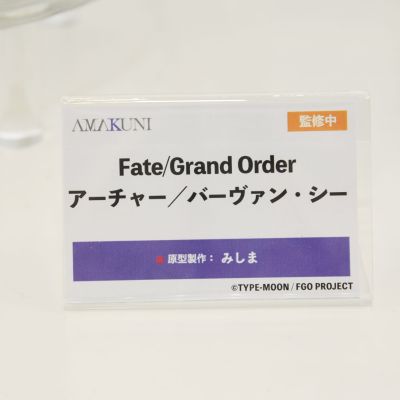 AMAKUNI
監修中
Fate/Grand Order
アーチャー／バーヴァン・シー
原型製作： みしま
©TYPE-MOON / FGO PROJECT